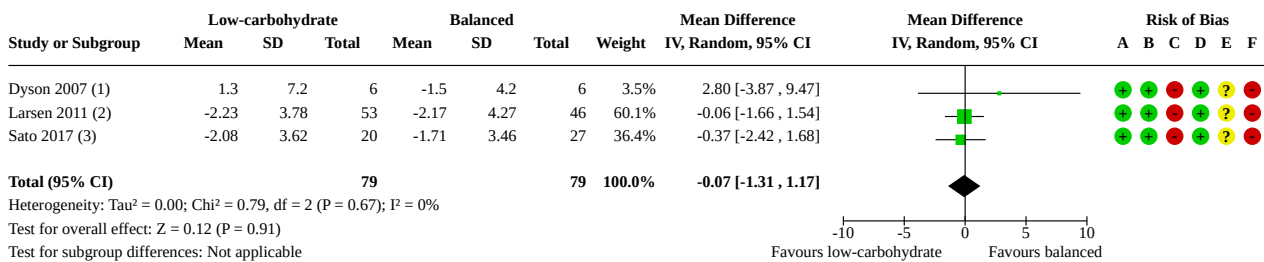 Low-carbohydrate Balanced Mean Difference Mean Difference Risk of Bias
Study or Subgroup Mean SD Total Mean SD Total Weight IV, Random, 95% CI IV, Random, 95% CI A B C D E F
Dyson 2007 (1) 1.3 7.2 6 -1.5 4.2 6 3.5% 2.80 [-3.87 , 9.47] + + - + ? -
Larsen 2011 (2) -2.23 3.78 53 -2.17 4.27 46 60.1% -0.06 [-1.66 , 1.54] + + - + ? -
Sato 2017 (3) -2.08 3.62 20 -1.71 3.46 27 36.4% -0.37 [-2.42 , 1.68] + + - + ? -
Total (95% CI) 79 79 100.0% -0.07 [-1.31 , 1.17]
Heterogeneity: Tau² = 0.00; Chi² = 0.79, df = 2 (P = 0.67); I² = 0%
Test for overall effect: Z = 0.12 (P = 0.91)
-10 -5 0 5 10
Test for subgroup differences: Not applicable Favours low-carbohydrate Favours balanced